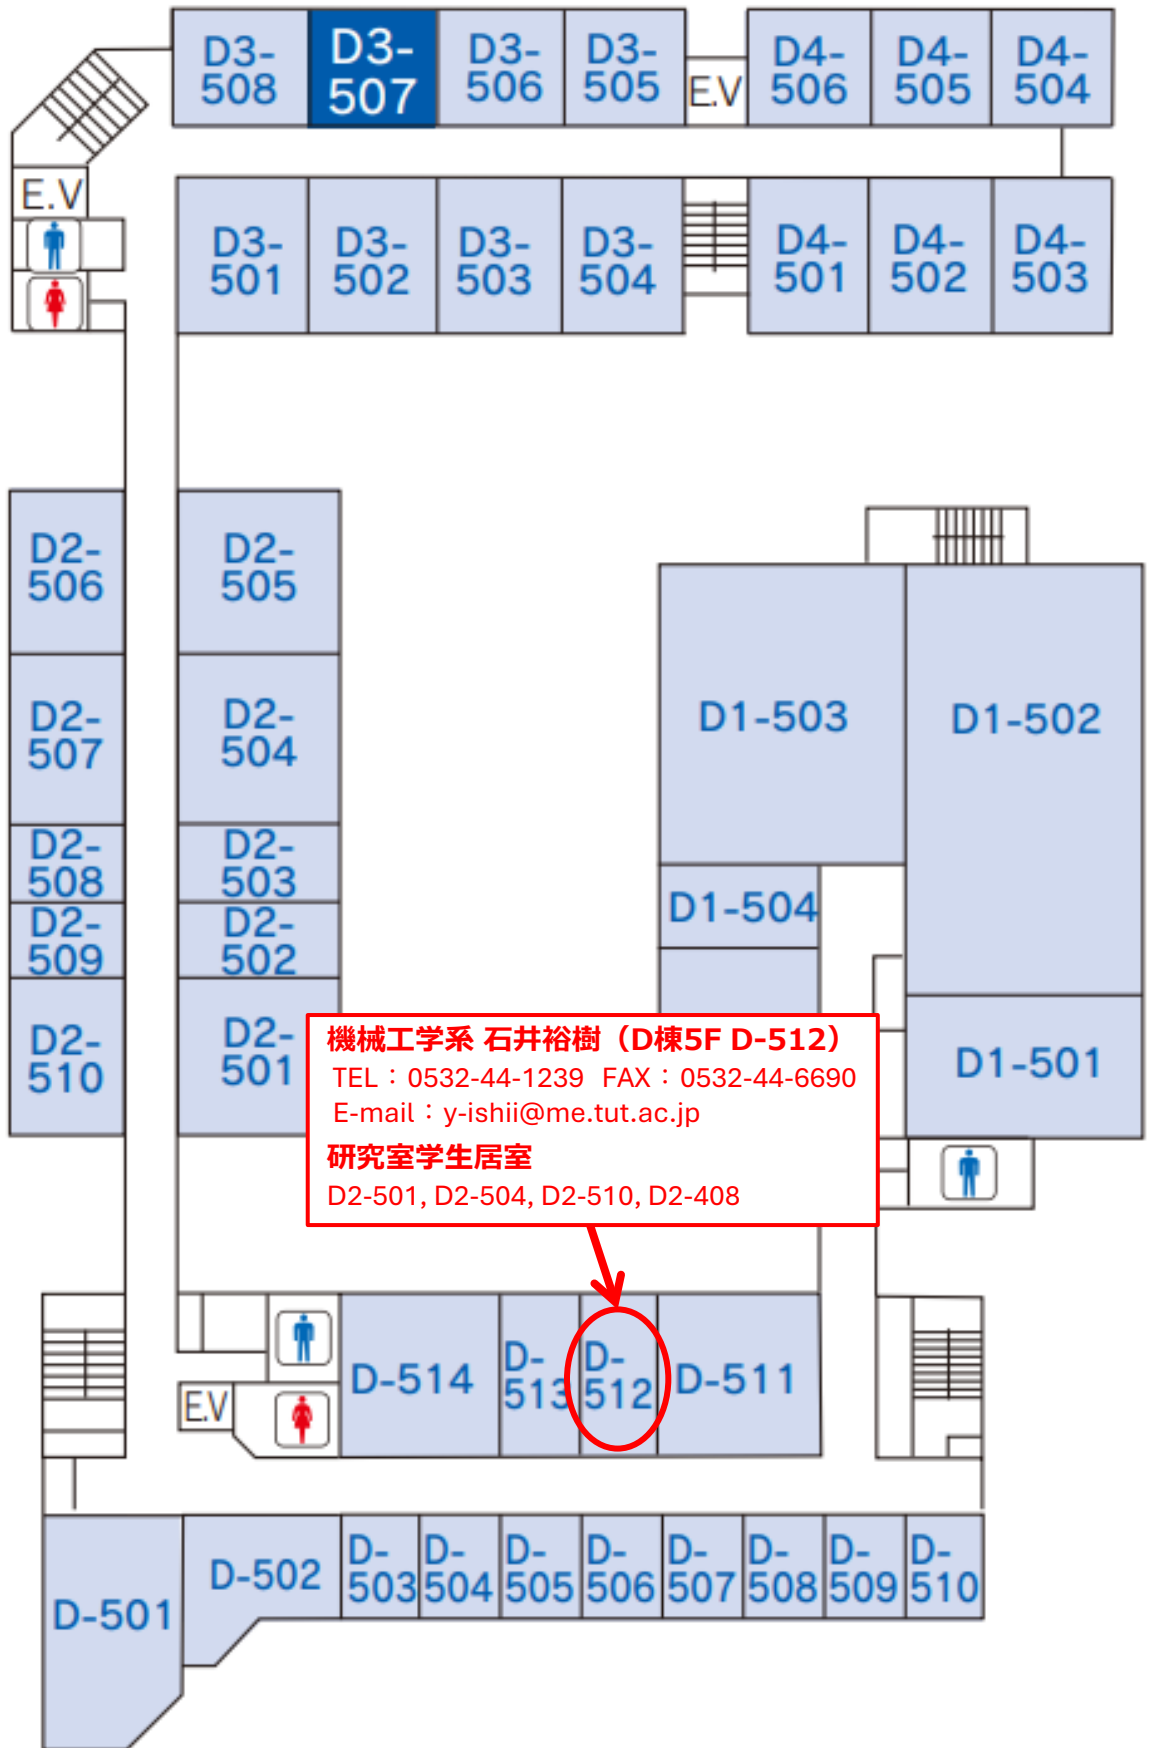 D3-
508
D3-
507
D3-
506
D3-
505
E.V
D4-
506
D4-
505
D4-
504
E.V
D3-
501
D3-
502
D3-
503
D3-
504
D4-
501
D4-
502
D4-
503
D2-
506
D2-
505
D2-
507
D2-
504
D1-503
D1-502
D2-
508
D2-
503
D1-504
D2-
509
D2-
502
D2-
510
D2-
501
D1-501
機械工学系 石井裕樹（D棟5F D-512）
TEL：0532-44-1239 FAX：0532-44-6690
E-mail：y-ishii@me.tut.ac.jp
研究室学生居室
D2-501, D2-504, D2-510, D2-408
E.V
D-514
D-
513
D-
512
D-511
D-501
D-502
D-
503
D-
504
D-
505
D-
506
D-
507
D-
508
D-
509
D-
510